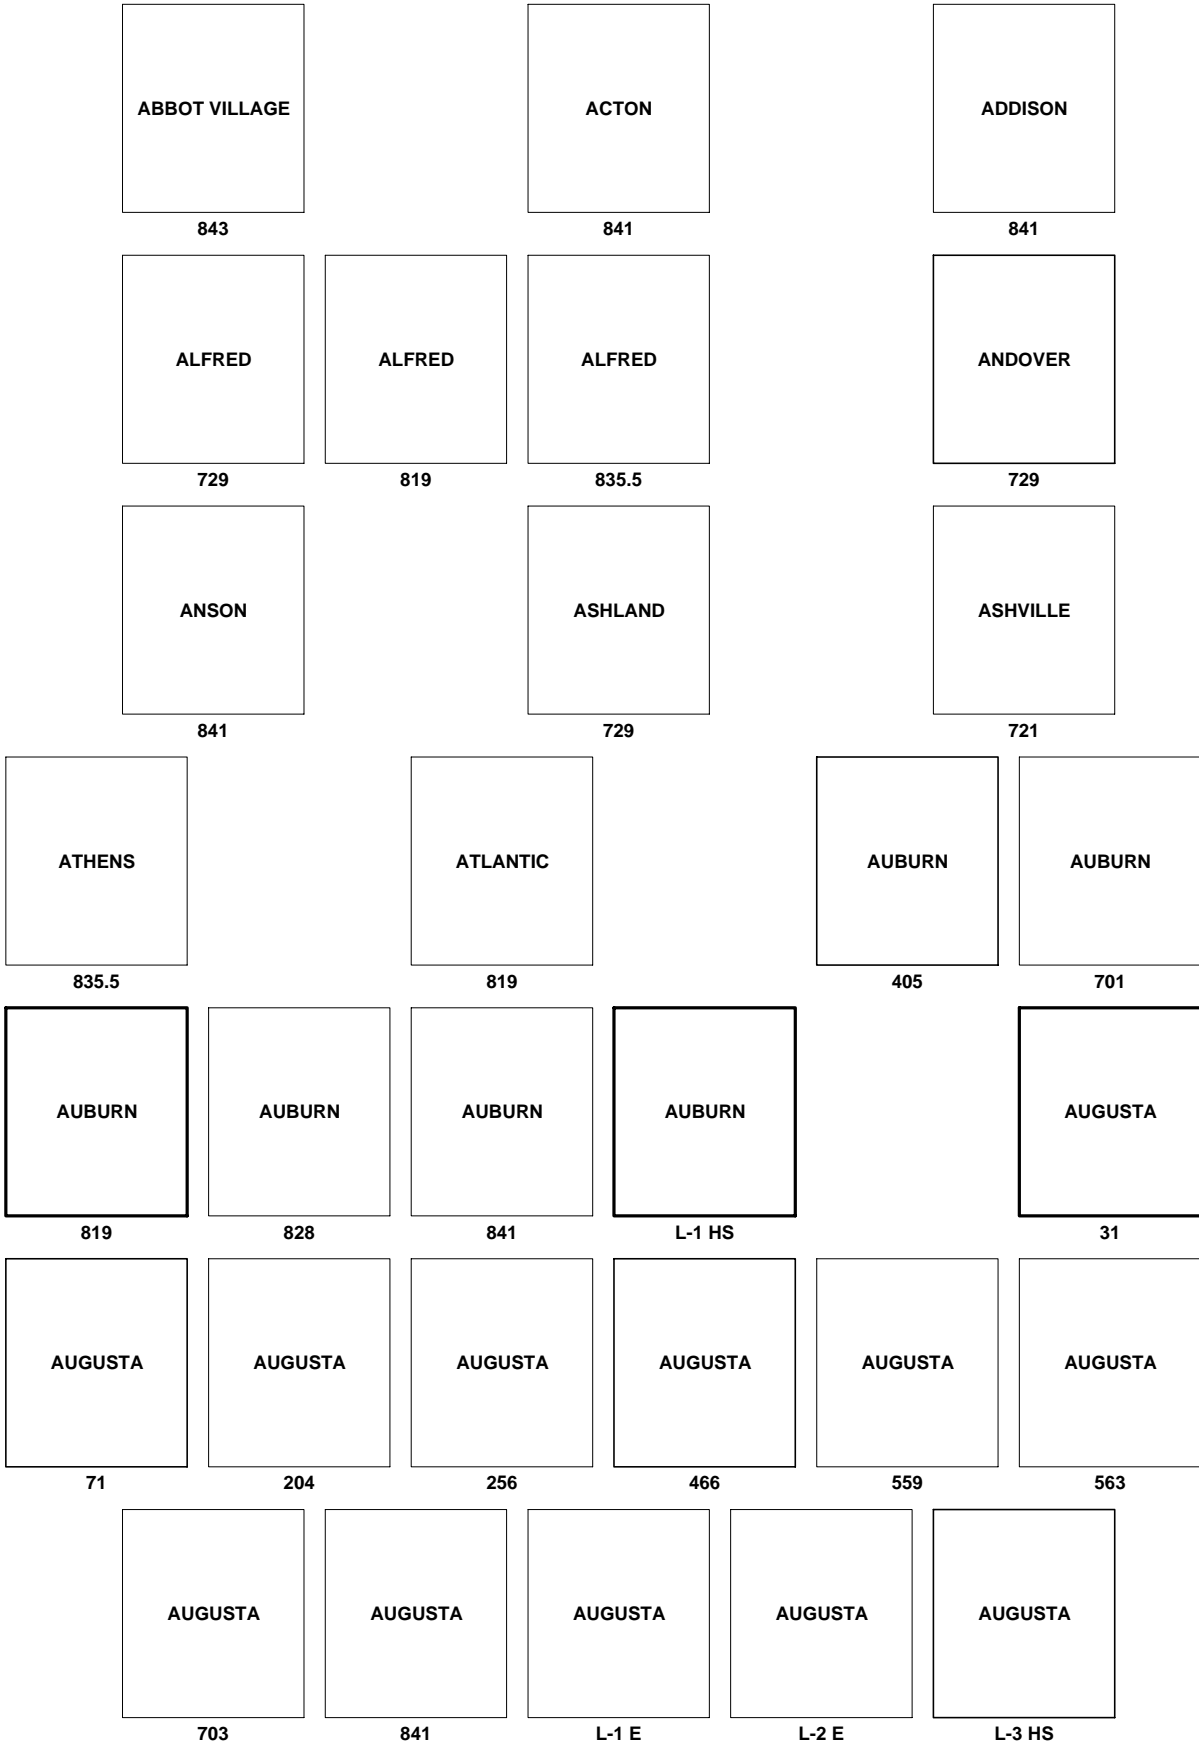 ABBOT VILLAGE ACTON ADDISON
843 841 841
ALFRED ALFRED ALFRED ANDOVER
729 819 835.5 729
ANSON ASHLAND ASHVILLE
841 729 721
ATHENS ATLANTIC AUBURN AUBURN
835.5 819 405 701
AUBURN AUBURN AUBURN AUBURN AUGUSTA
819 828 841 L-1 HS 31
AUGUSTA AUGUSTA AUGUSTA AUGUSTA AUGUSTA AUGUSTA
71 204 256 466 559 563
AUGUSTA AUGUSTA AUGUSTA AUGUSTA AUGUSTA
703 841 L-1 E L-2 E L-3 HS